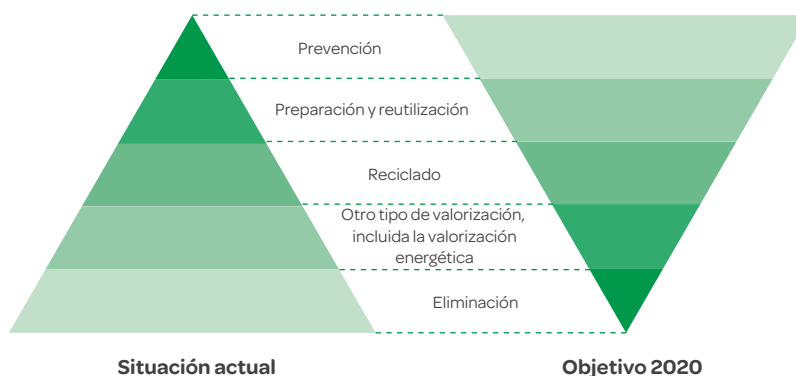 Prevención
Preparación y reutilización
Reciclado
Otro tipo de valorización,
incluida la valorización
energética
Eliminación
Situación actual
Objetivo 2020